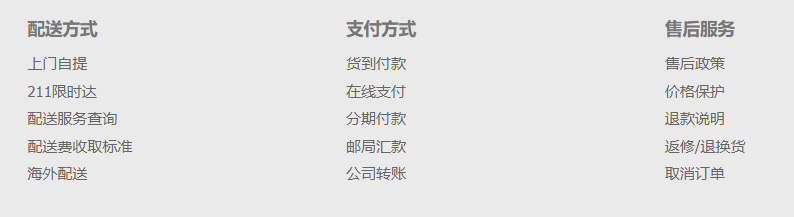 配送方式
上门自提
211限时达
配送服务查询
配送费收取标准
海外配送
支付方式
货到付款
在线支付
分期付款
邮局汇款
公司转账
售后服务
售后政策
价格保护
退款说明
返修/退换货
取消订单